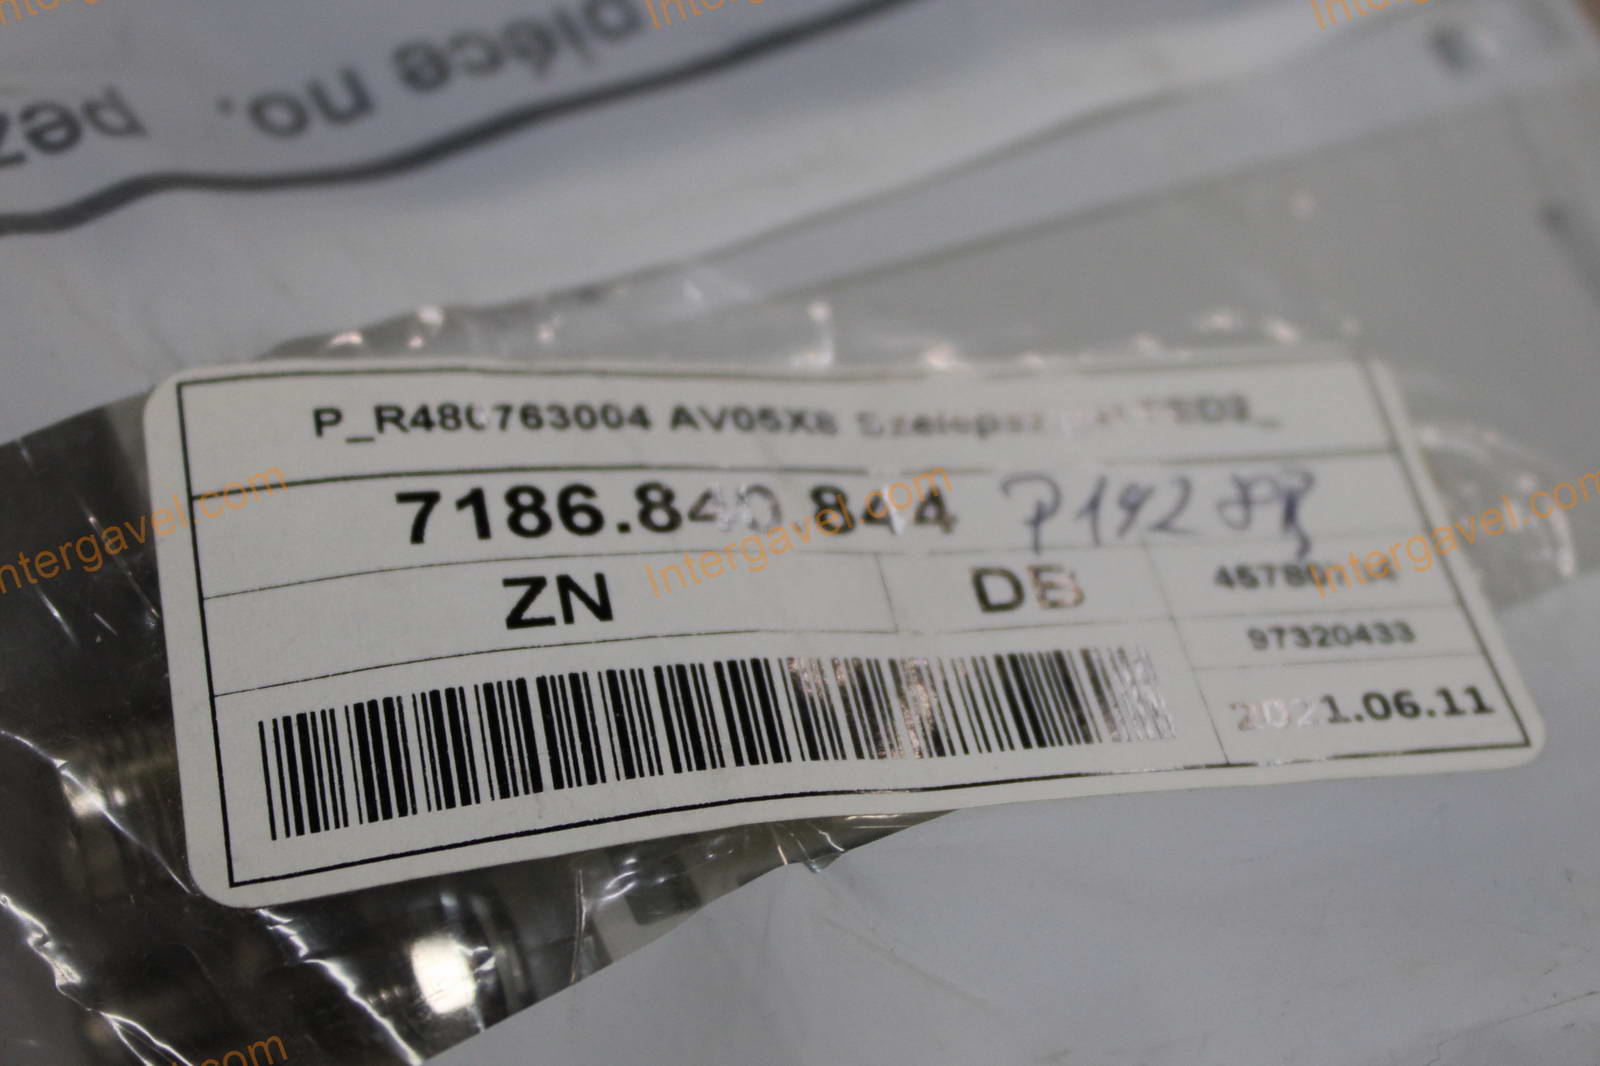 pièce no.
P_R480763004 AV05X8
7186.840.844
ZN
DB
97320433
2021.06.11
Intergavel.com
Intergavel.com
Intergavel.com